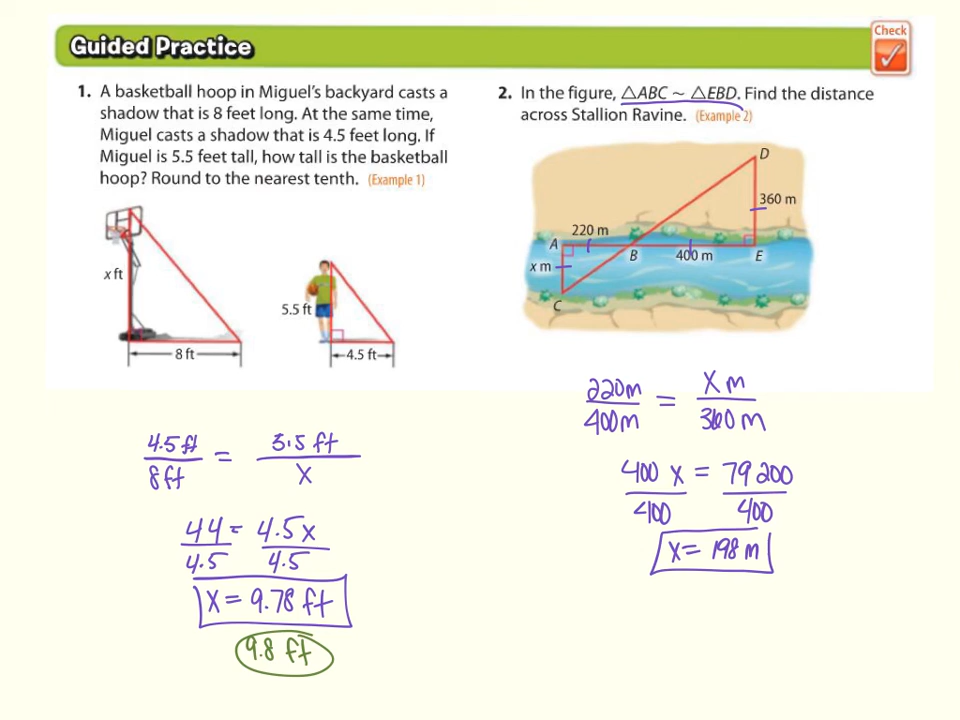 Guided Practice
Check
1. A basketball hoop in Miguel's backyard casts a
shadow that is 8 feet long. At the same time,
Miguel casts a shadow that is 4.5 feet long. If
Miguel is 5.5 feet tall, how tall is the basketball
hoop? Round to the nearest tenth. (Example 1)
x ft
8 ft
5.5 ft
4.5 ft
4.5 ft / 8 ft = 5.5 ft / X
44 = 4.5x
4.5 4.5
X = 9.78 ft
9.8 ft
2. In the figure, △ABC ~ △EBD. Find the distance
across Stallion Ravine. (Example 2)
D
360 m
220 m
A
B
400 m
E
x m
C
220m / 400m = X m / 360 m
400 X = 79200
400 400
X = 198 m